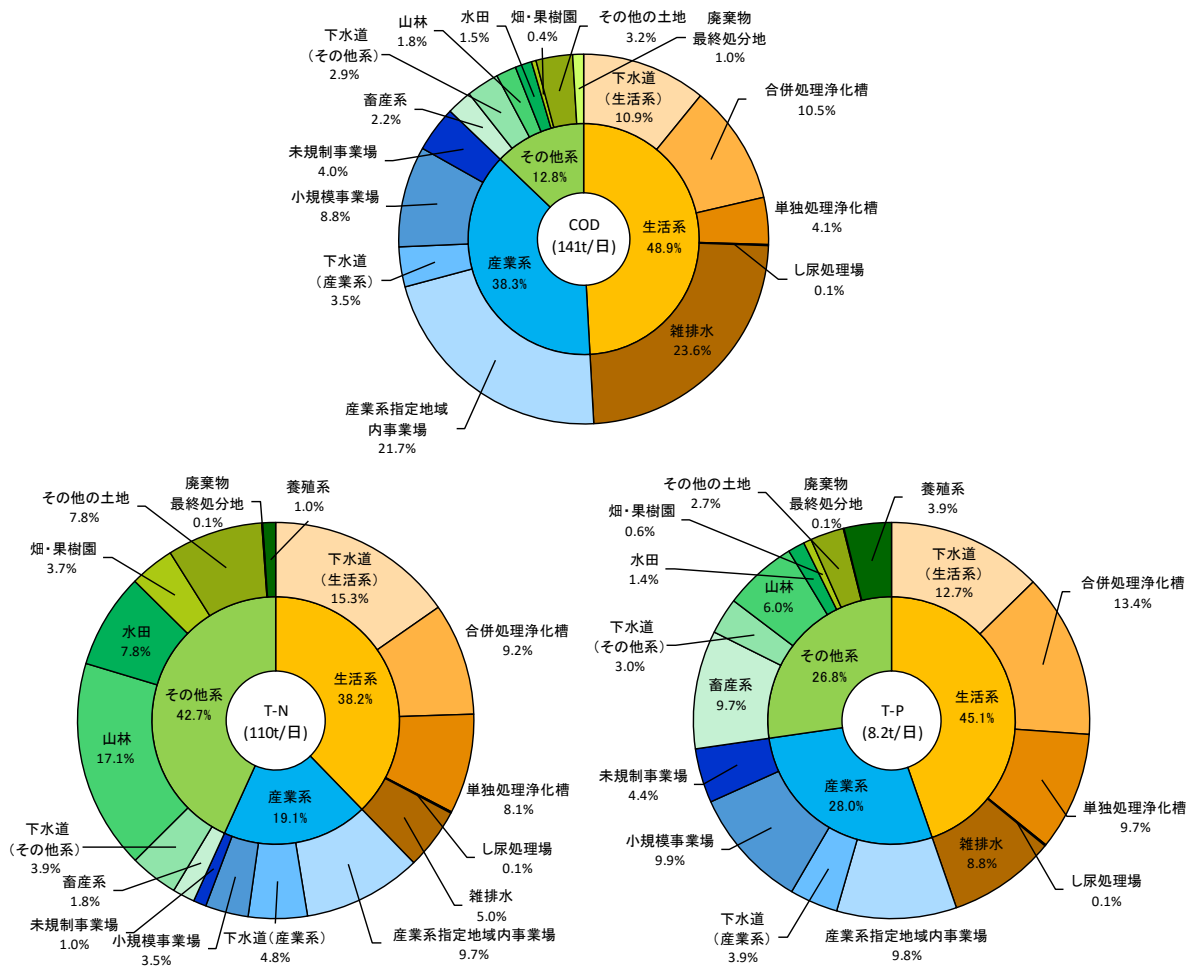 COD
(141t/日)
生活系
48.9%
産業系
38.3%
その他系
12.8%
下水道
(生活系)
10.9%
合併処理浄化槽
10.5%
単独処理浄化槽
4.1%
し尿処理場
0.1%
雑排水
23.6%
産業系指定地域
内事業場
21.7%
下水道
(産業系)
3.5%
小規模事業場
8.8%
未規制事業場
4.0%
畜産系
2.2%
下水道
(その他系)
2.9%
山林
1.8%
水田
1.5%
畑・果樹園
0.4%
その他の土地
3.2%
廃棄物
最終処分地
1.0%
T-N
(110t/日)
生活系
38.2%
産業系
19.1%
その他系
42.7%
下水道
(生活系)
15.3%
合併処理浄化槽
9.2%
単独処理浄化槽
8.1%
し尿処理場
0.1%
雑排水
5.0%
産業系指定地域内事業場
9.7%
下水道(産業系)
4.8%
小規模事業場
3.5%
未規制事業場
1.0%
畜産系
1.8%
下水道
(その他系)
3.9%
山林
17.1%
水田
7.8%
畑・果樹園
3.7%
その他の土地
7.8%
廃棄物
最終処分地
0.1%
養殖系
1.0%
T-P
(8.2t/日)
生活系
45.1%
産業系
28.0%
その他系
26.8%
下水道
(生活系)
12.7%
合併処理浄化槽
13.4%
単独処理浄化槽
9.7%
し尿処理場
0.1%
雑排水
8.8%
産業系指定地域内事業場
9.8%
下水道
(産業系)
3.9%
小規模事業場
9.9%
未規制事業場
4.4%
畜産系
9.7%
下水道
(その他系)
3.0%
山林
6.0%
水田
1.4%
畑・果樹園
0.6%
その他の土地
2.7%
廃棄物
最終処分地
0.1%
養殖系
3.9%